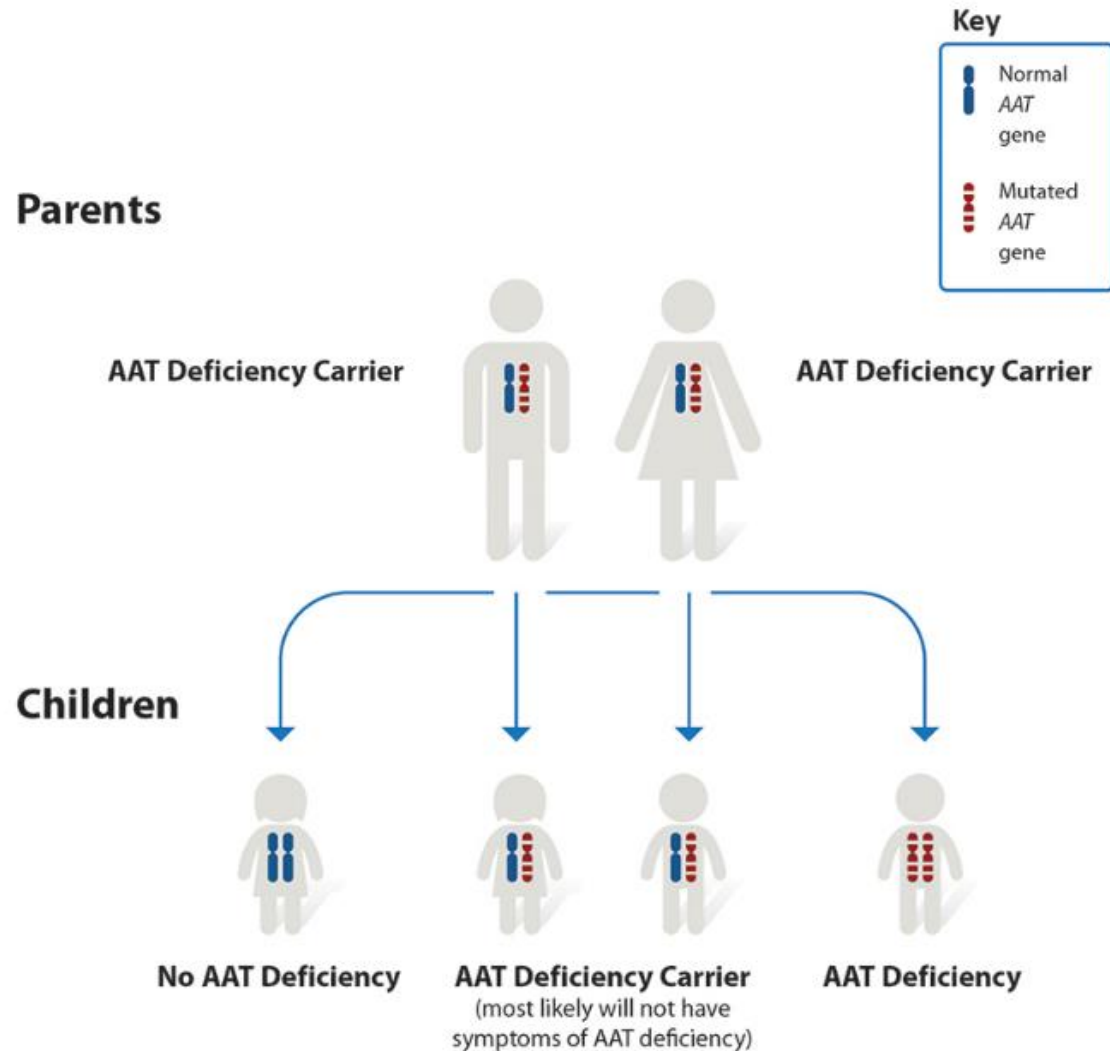 Key
Normal
AAT
gene
Mutated
AAT
gene
Parents
AAT Deficiency Carrier
AAT Deficiency Carrier
Children
No AAT Deficiency
AAT Deficiency Carrier
(most likely will not have
symptoms of AAT deficiency)
AAT Deficiency